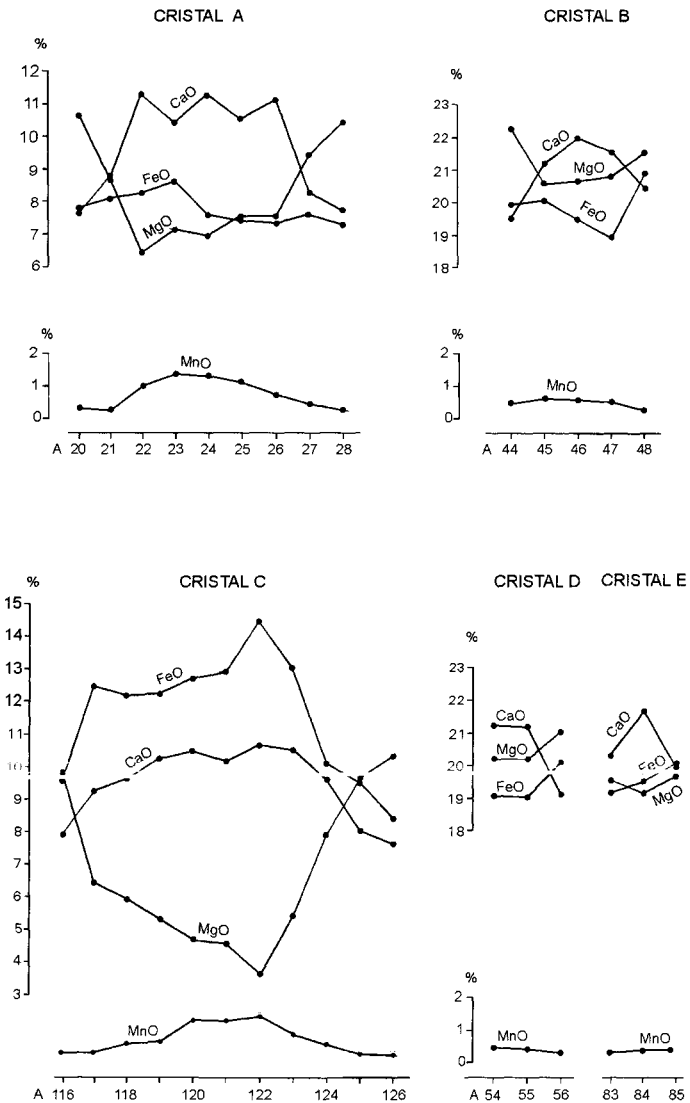 CRISTAL A
%
12
11
10
9
8
7
6
CaO
FeO
MgO
%
2
1
0
MnO
A 20 21 22 23 24 25 26 27 28
CRISTAL B
%
23
22
21
20
19
18
CaO
MgO
FeO
%
2
1
0
MnO
A 44 45 46 47 48
CRISTAL C
%
15
14
13
12
11
10
9
8
7
6
5
4
3
FeO
CaO
MgO
MnO
A 116 118 120 122 124 126
CRISTAL D CRISTAL E
%
23
22
21
20
19
18
CaO
MgO
FeO
CaO
FeO
MgO
%
2
1
0
MnO MnO
A 54 55 56 83 84 85